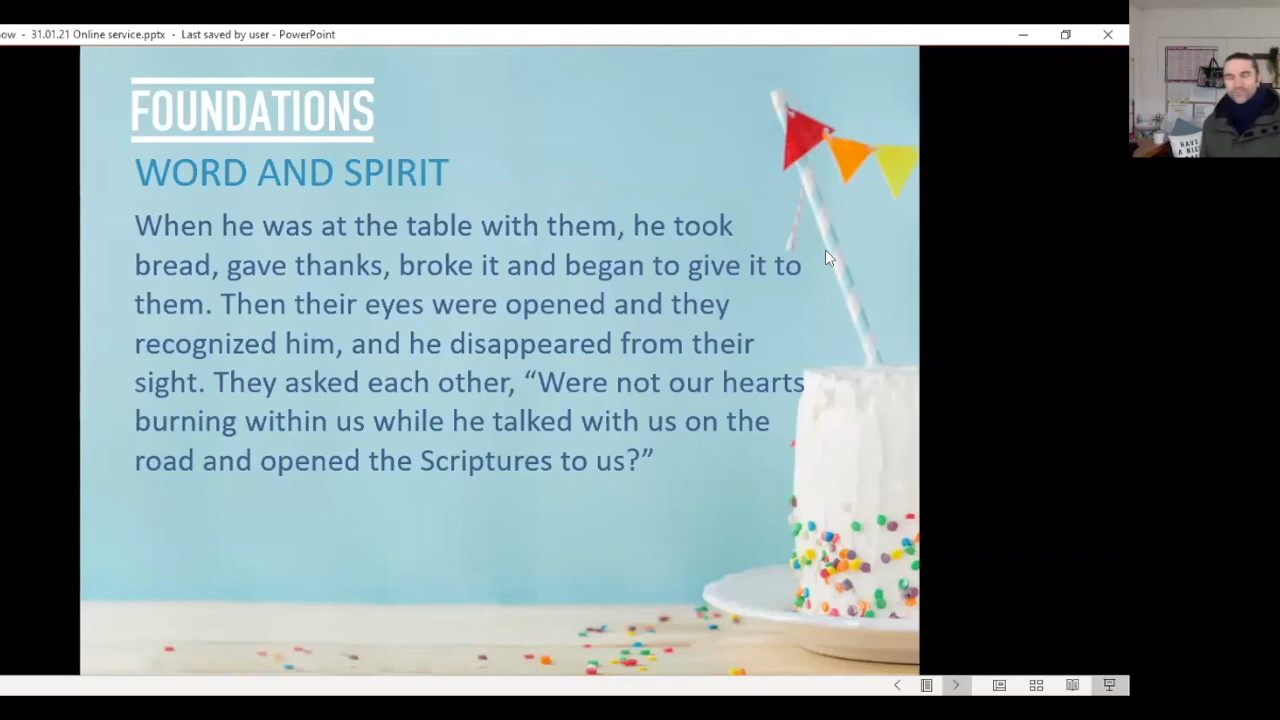 ow - 31.01.21 Online service.pptx - Last saved by user - PowerPoint
FOUNDATIONS
WORD AND SPIRIT
When he was at the table with them, he took
bread, gave thanks, broke it and began to give it to
them. Then their eyes were opened and they
recognized him, and he disappeared from their
sight. They asked each other, “Were not our hearts
burning within us while he talked with us on the
road and opened the Scriptures to us?”
HAVE
A NICE